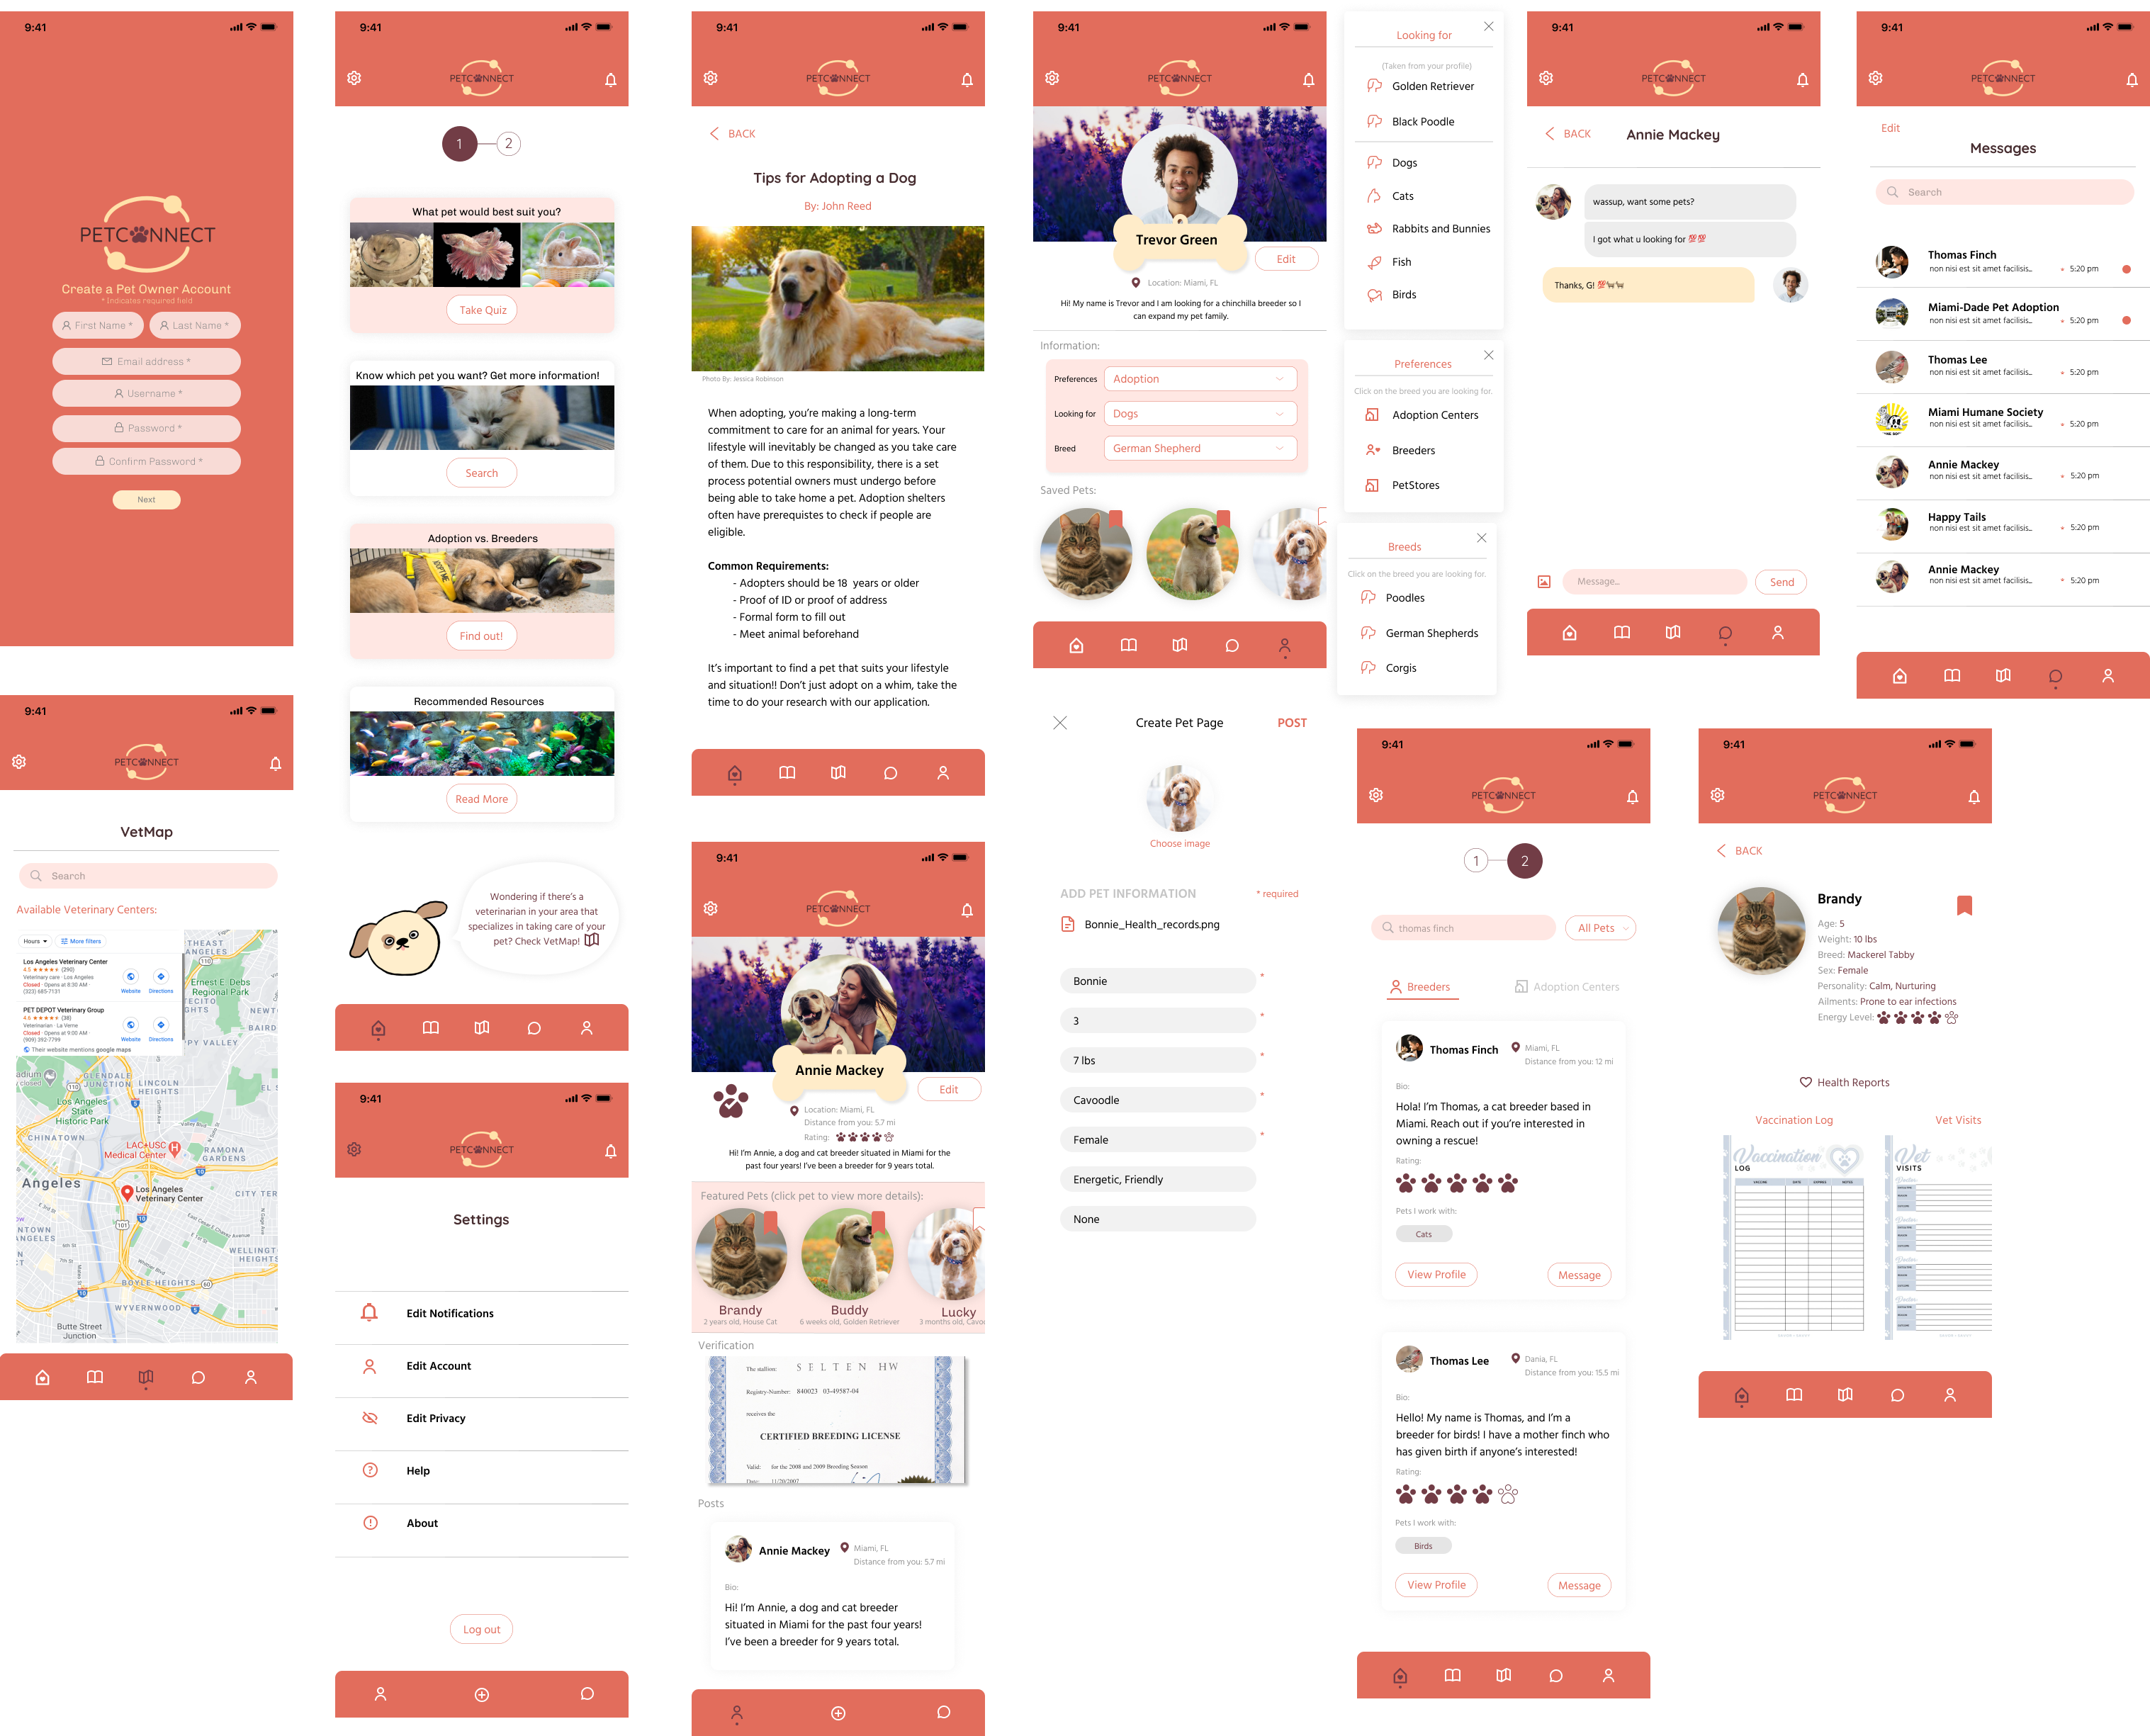 9:41
PETCONNECT
Create a Pet Owner Account
* Indicates required field
First Name *
Last Name *
Email address *
Username *
Password *
Confirm Password *
Next
9:41
PETCONNECT
VetMap
Search
Available Veterinary Centers:
Hours
More filters
Los Angeles Veterinary Center
4.5 (290)
Veterinary care · Los Angeles
Closed · Opens at 8:30 AM ·
(323) 685-7131
Website
Directions
PET DEPOT Veterinary Group
4.6 (38)
Veterinarian · La Verne
Closed · Opens at 9:00 AM ·
(909) 392-7799
Website
Directions
Their website mentions google maps
THEAST
ANGELES
110
Ernest E. Debs
Regional Park
TECITO
NEW
BAIRD
PY VALLEY
adium
closed
GLENDALE
JUNCTION
110
LINCOLN
HEIGHTS
5
EL S
Los Angeles
State
Historic Park
Valley Blvd
CHINATOWN
LAC+USC
Medical Center
RAMONA
GARDENS
10
Angeles
Los Angeles
Veterinary Center
CITY TER
10
101
NTOWN
ANGELES
WELLINGT
HEIGHTS
BOYLE HEIGHTS
60
10
WYVERNWOOD
5
Butte Street
Junction
9:41
PETCONNECT
1
2
What pet would best suit you?
Take Quiz
Know which pet you want? Get more information!
Search
Adoption vs. Breeders
ADOPT ME
Find out!
Recommended Resources
Read More
Wondering if there's a
veterinarian in your area that
specializes in taking care of your
pet? Check VetMap!
9:41
PETCONNECT
Settings
Edit Notifications
Edit Account
Edit Privacy
Help
About
Log out
9:41
PETCONNECT
BACK
Tips for Adopting a Dog
By: John Reed
Photo By: Jessica Robinson
When adopting, you're making a long-term
commitment to care for an animal for years. Your
lifestyle will inevitably be changed as you take care
of them. Due to this responsibility, there is a set
process potential owners must undergo before
being able to take home a pet. Adoption shelters
often have prerequistes to check if people are
eligible.
Common Requirements:
- Adopters should be 18 years or older
- Proof of ID or proof of address
- Formal form to fill out
- Meet animal beforehand
It's important to find a pet that suits your lifestyle
and situation!! Don't just adopt on a whim, take the
time to do your research with our application.
9:41
PETCONNECT
Annie Mackey
Edit
Location: Miami, FL
Distance from you: 5.7 mi
Rating:
Hi! I'm Annie, a dog and cat breeder situated in Miami for the
past four years! I've been a breeder for 9 years total.
Featured Pets (click pet to view more details):
Brandy
2 years old, House Cat
Buddy
6 weeks old, Golden Retriever
Lucky
3 months old, Cavo
Verification
The stallion: SELTEN HW
Registry-Number: 840023 03-49587-04
receives the
CERTIFIED BREEDING LICENSE
Valid: for the 2008 and 2009 Breeding Season
Date: 11/20/2007
Posts
Annie Mackey
Miami, FL
Distance from you: 5.7 mi
Bio:
Hi! I'm Annie, a dog and cat breeder
situated in Miami for the past four years!
I've been a breeder for 9 years total.
9:41
PETCONNECT
Trevor Green
Edit
Location: Miami, FL
Hi! My name is Trevor and I am looking for a chinchilla breeder so I
can expand my pet family.
Information:
Preferences
Adoption
Looking for
Dogs
Breed
German Shepherd
Saved Pets:
Looking for
(Taken from your profile)
Golden Retriever
Black Poodle
Dogs
Cats
Rabbits and Bunnies
Fish
Birds
Preferences
Click on the breed you are looking for.
Adoption Centers
Breeders
PetStores
Breeds
Click on the breed you are looking for.
Poodles
German Shepherds
Corgis
Create Pet Page
POST
Choose image
ADD PET INFORMATION
* required
Bonnie_Health_records.png
Bonnie
*
3
*
7 lbs
*
Cavoodle
*
Female
*
Energetic, Friendly
None
9:41
PETCONNECT
BACK
Annie Mackey
wassup, want some pets?
I got what u looking for 💯💯
Thanks, G! 💯🐕🐕
Message...
Send
9:41
PETCONNECT
Edit
Messages
Search
Thomas Finch
non nisi est sit amet facilisis...
5:20 pm
Miami-Dade Pet Adoption
non nisi est sit amet facilisis...
5:20 pm
Thomas Lee
non nisi est sit amet facilisis...
5:20 pm
Miami Humane Society
non nisi est sit amet facilisis...
5:20 pm
Annie Mackey
non nisi est sit amet facilisis...
5:20 pm
Happy Tails
non nisi est sit amet facilisis...
5:20 pm
Annie Mackey
non nisi est sit amet facilisis...
5:20 pm
9:41
PETCONNECT
1
2
thomas finch
All Pets
Breeders
Adoption Centers
Thomas Finch
Miami, FL
Distance from you: 12 mi
Bio:
Hola! I'm Thomas, a cat breeder based in
Miami. Reach out if you're interested in
owning a rescue!
Rating:
Pets I work with:
Cats
View Profile
Message
Thomas Lee
Dania, FL
Distance from you: 15.5 mi
Bio:
Hello! My name is Thomas, and I'm a
breeder for birds! I have a mother finch who
has given birth if anyone's interested!
Rating:
Pets I work with:
Birds
View Profile
Message
9:41
PETCONNECT
BACK
Brandy
Age: 5
Weight: 10 lbs
Breed: Mackerel Tabby
Sex: Female
Personality: Calm, Nurturing
Ailments: Prone to ear infections
Energy Level:
Health Reports
Vaccination Log
Vet Visits
Vaccination
LOG
VACCINE
DATE
EXPIRES
NOTES
Vet
VISITS